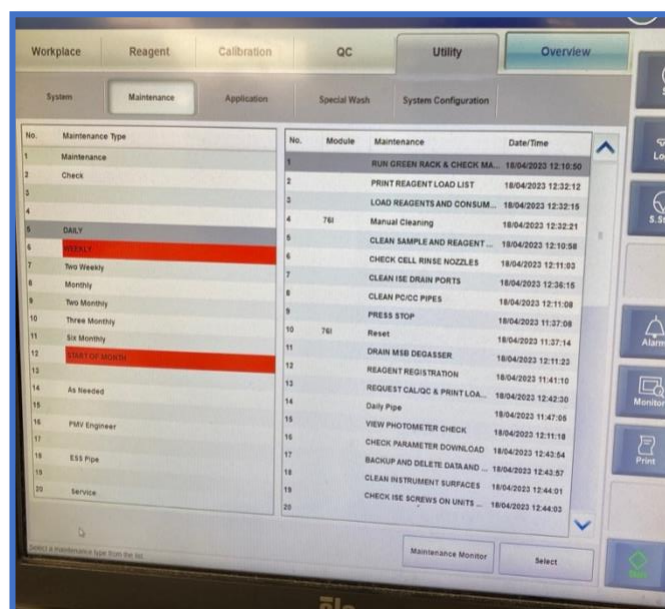 Workplace Reagent Calibration QC Utility Overview
System Maintenance Application Special Wash System Configuration
No. Maintenance Type
1 Maintenance
2 Check
3
4
5 DAILY
6 WEEKLY
7 Two Weekly
8 Monthly
9 Two Monthly
10 Three Monthly
11 Six Monthly
12 START OF MONTH
13
14 As Needed
15
16 PMV Engineer
17
18 ESS Pipe
19
20 Service
No. Module Maintenance Date/Time
1 RUN GREEN RACK & CHECK MA... 18/04/2023 12:10:50
2 PRINT REAGENT LOAD LIST 18/04/2023 12:32:12
3 LOAD REAGENTS AND CONSUM... 18/04/2023 12:32:15
4 761 Manual Cleaning 18/04/2023 12:32:21
5 CLEAN SAMPLE AND REAGENT ... 18/04/2023 12:10:58
6 CHECK CELL RINSE NOZZLES 18/04/2023 12:11:03
7 CLEAN ISE DRAIN PORTS 18/04/2023 12:36:15
8 CLEAN PC/CC PIPES 18/04/2023 12:11:08
9 PRESS STOP 18/04/2023 11:37:08
10 761 Reset 18/04/2023 11:37:14
11 DRAIN MSB DEGASSER 18/04/2023 12:11:23
12 REAGENT REGISTRATION 18/04/2023 11:41:10
13 REQUEST CAL/QC & PRINT LOA... 18/04/2023 12:42:30
14 Daily Pipe 18/04/2023 11:47:05
15 VIEW PHOTOMETER CHECK 18/04/2023 12:11:18
16 CHECK PARAMETER DOWNLOAD 18/04/2023 12:43:54
17 BACKUP AND DELETE DATA AND ... 18/04/2023 12:43:57
18 CLEAN INSTRUMENT SURFACES 18/04/2023 12:44:01
19 CHECK ISE SCREWS ON UNITS ... 18/04/2023 12:44:03
20
Maintenance Monitor Select
Select a maintenance type from the list.
Alarm
Monitor
Print